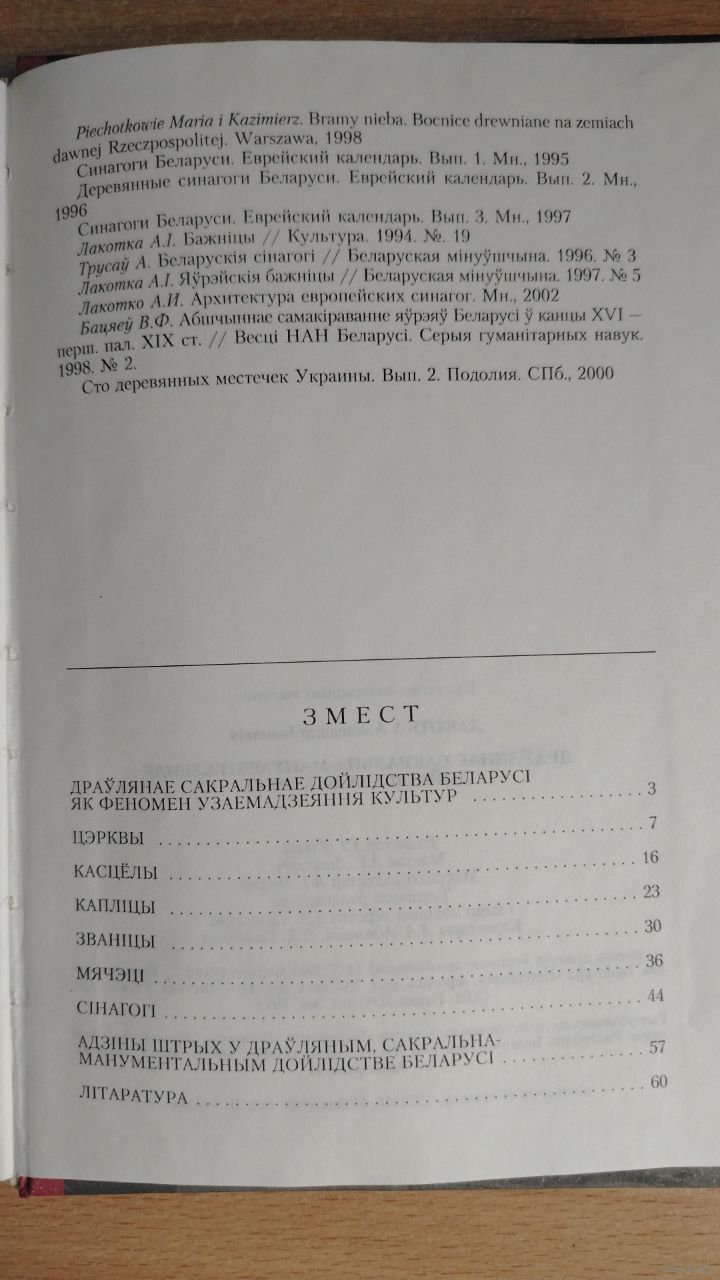 Piechotkowie Maria i Kazimierz. Bramy nieba. Bocnice drewniane na zemiach
dawnej Rzeczpospolitej. Warszawa, 1998
Синагоги Беларуси. Еврейский календарь. Вып. 1. Мн., 1995
Деревянные синагоги Беларуси. Еврейский календарь. Вып. 2. Мн.,
1996
Синагоги Беларуси. Еврейский календарь. Вып. 3. Мн., 1997
Лакотка А.І. Бажніцы // Культура. 1994. №. 19
Трусаў А. Беларускія сінагогі // Беларуская мінуўшчына. 1996. № 3
Лакотка А.І. Яўрэйскія бажніцы // Беларуская мінуўшчына. 1997. № 5
Лакотко А.И. Архитектура европейских синагог. Мн., 2002
Бацяеў В.Ф. Абшчыннае самакіраванне яўрэяў Беларусі ў канцы XVI —
перш. пал. XIX ст. // Весці НАН Беларусі. Серыя гуманітарных навук.
1998. № 2.
Сто деревянных местечек Украины. Вып. 2. Подолия. СПб., 2000
ЗМЕСТ
ДРАЎЛЯНАЕ САКРАЛЬНАЕ ДОЙЛІДСТВА БЕЛАРУСІ
ЯК ФЕНОМЕН УЗАЕМАДЗЕЯННЯ КУЛЬТУР .................... 3
ЦЭРКВЫ .................... 7
КАСЦЁЛЫ .................... 16
КАПЛІЦЫ .................... 23
ЗВАНІЦЫ .................... 30
МЯЧЭЦІ .................... 36
СІНАГОГІ .................... 44
АДЗІНЫ ШТРЫХ У ДРАЎЛЯНЫМ, САКРАЛЬНА-
МАНУМЕНТАЛЬНЫМ ДОЙЛІДСТВЕ БЕЛАРУСІ .................... 57
ЛІТАРАТУРА .................... 60